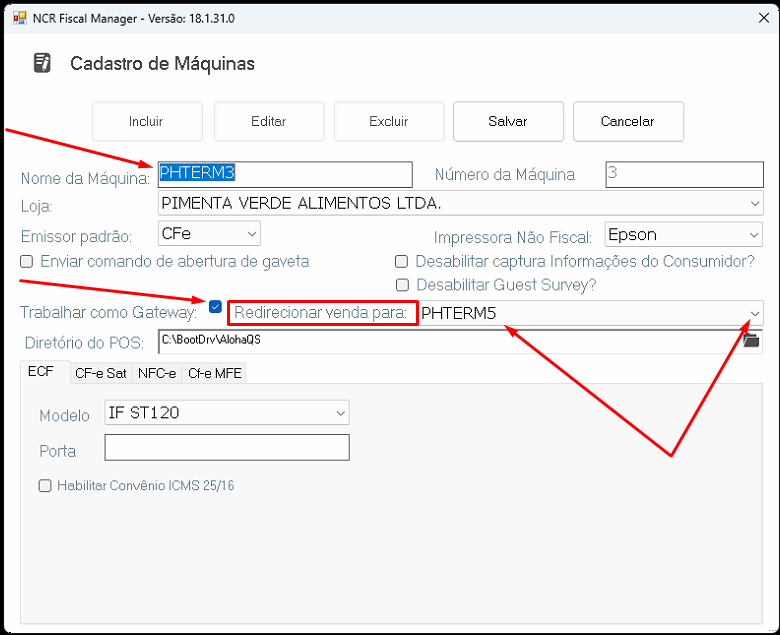 NCR Fiscal Manager - Versão: 18.1.31.0
Cadastro de Máquinas
Incluir Editar Excluir Salvar Cancelar
Nome da Máquina: PHTERM3 Número da Máquina 3
Loja: PIMENTA VERDE ALIMENTOS LTDA.
Emissor padrão: CFe Impressora Não Fiscal: Epson
Enviar comando de abertura de gaveta Desabilitar captura Informações do Consumidor?
Desabilitar Guest Survey?
Trabalhar como Gateway: Redirecionar venda para: PHTERM5
Diretório do POS: C:\BootDrv\AlohaQS
ECF CF-e Sat NFC-e Cf-e MFE
Modelo IF ST120
Porta
Habilitar Convênio ICMS 25/16